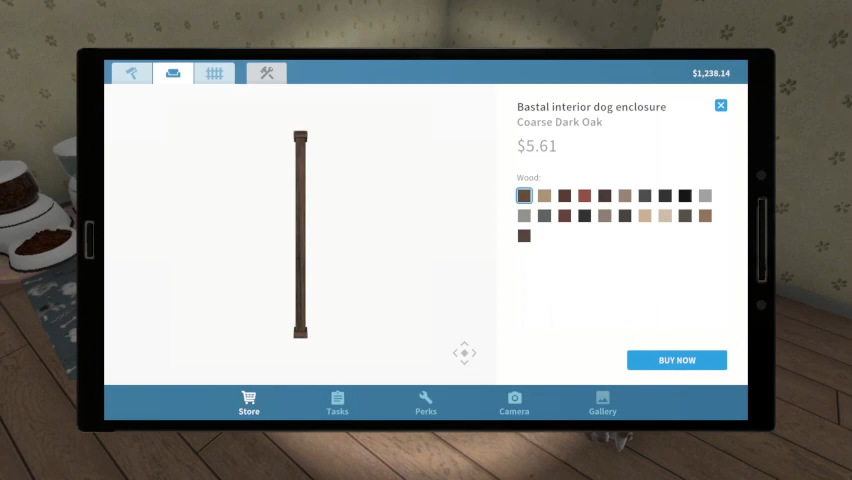 $1,238.14
Bastal interior dog enclosure
Coarse Dark Oak
$5.61
Wood:
BUY NOW
Store
Tasks
Perks
Camera
Gallery